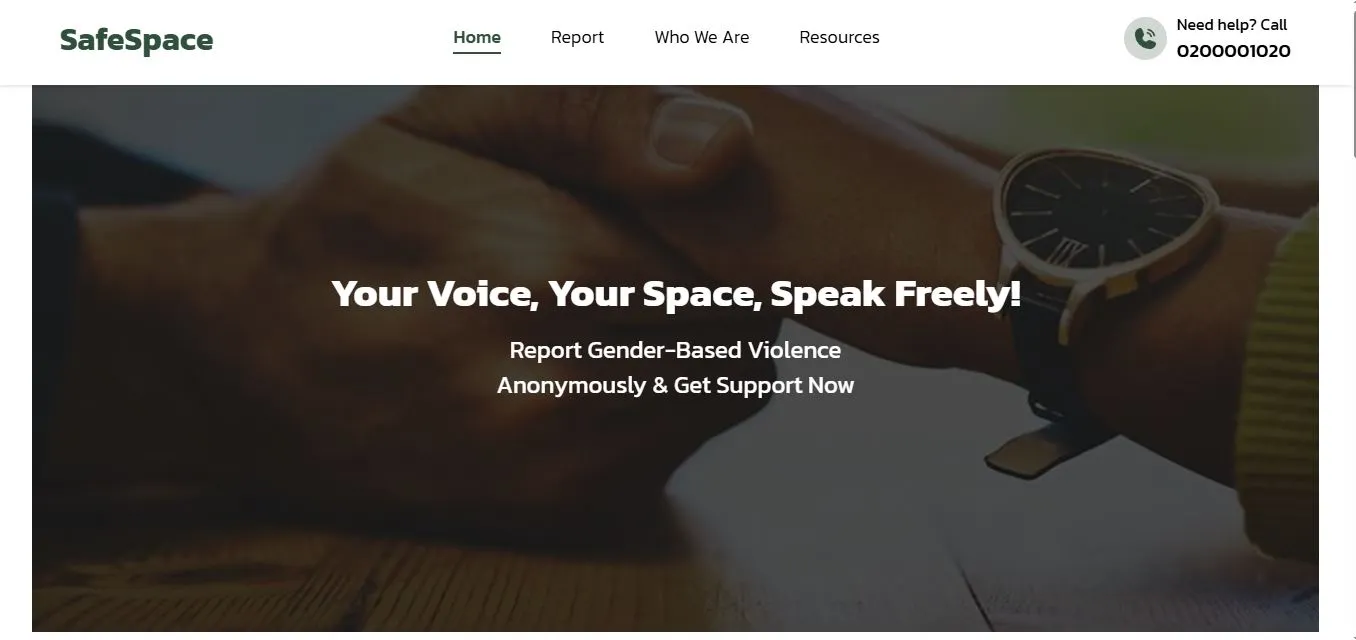 SafeSpace
Home
Report
Who We Are
Resources
Need help? Call
0200001020
Your Voice, Your Space, Speak Freely!
Report Gender-Based Violence
Anonymously & Get Support Now